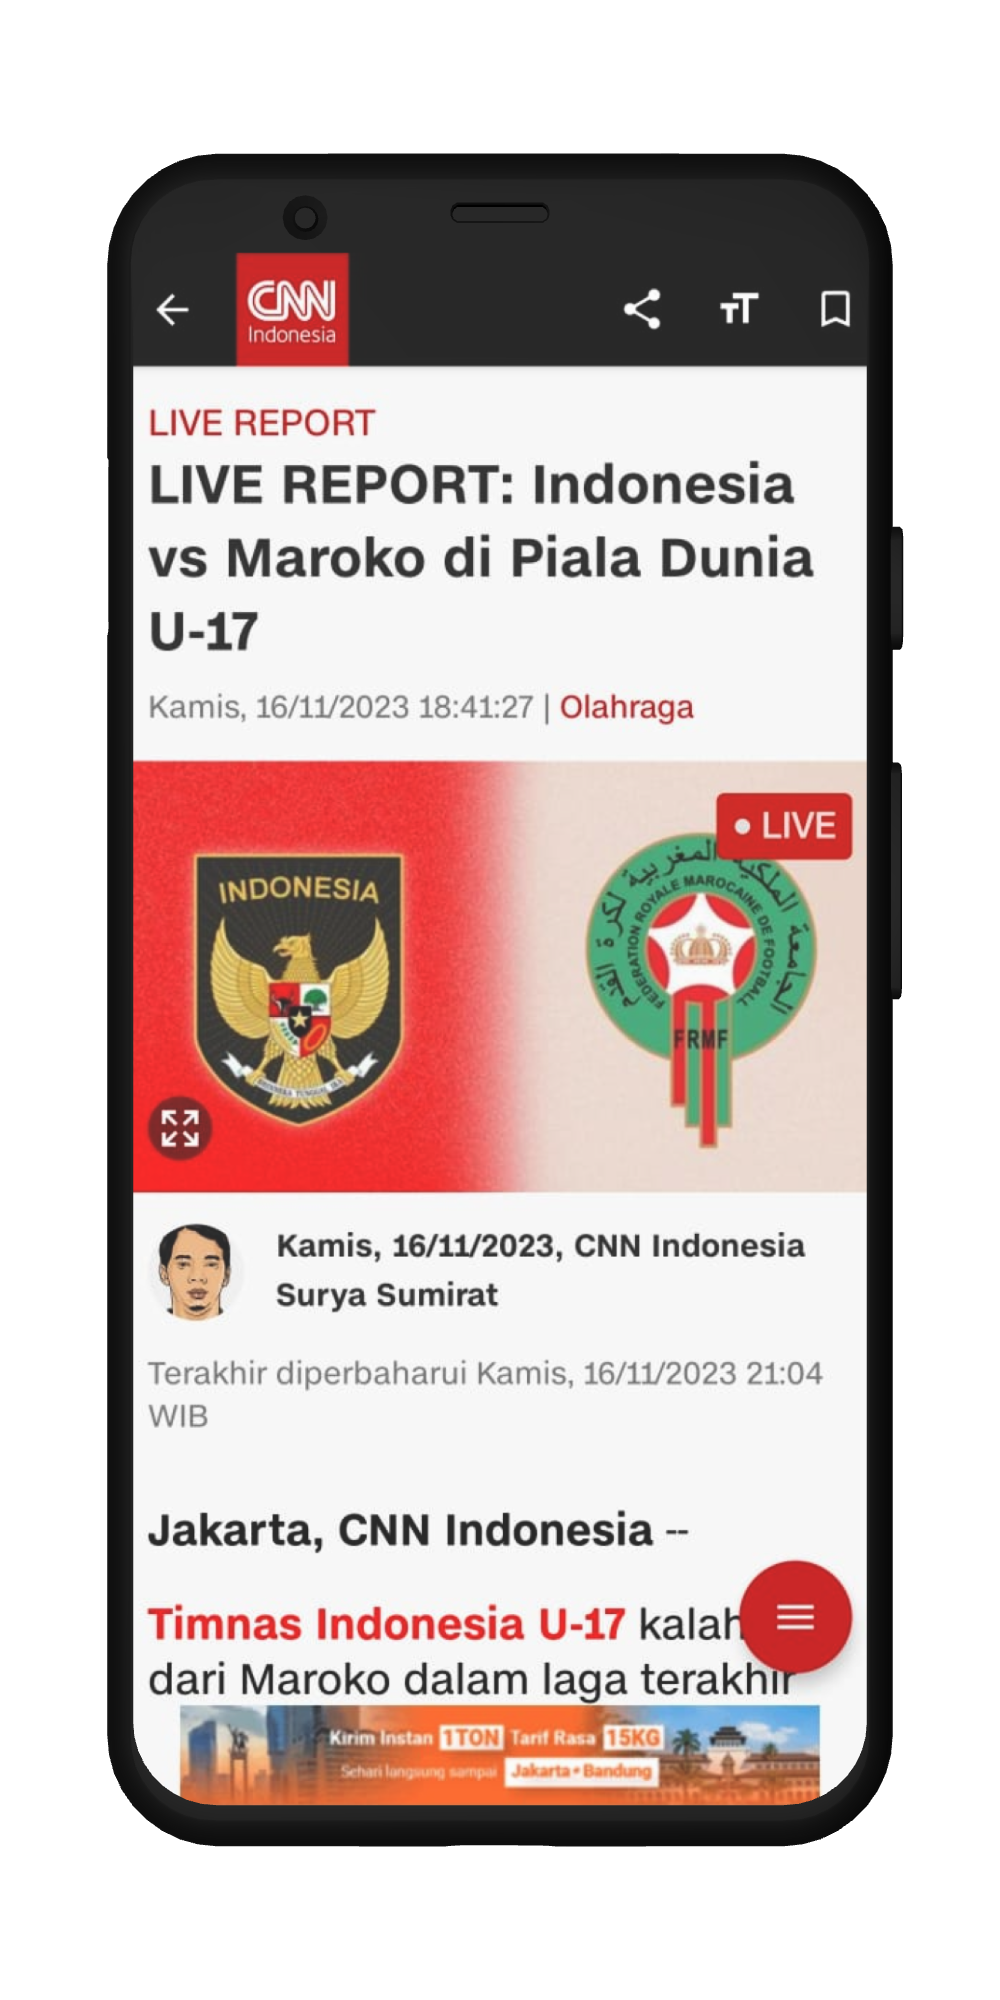 CNN
Indonesia
LIVE REPORT
LIVE REPORT: Indonesia
vs Maroko di Piala Dunia
U-17
Kamis, 16/11/2023 18:41:27 | Olahraga
• LIVE
INDONESIA
BHINNEKA TUNGGAL IKA
الجامعة الملكية المغربية لكرة القدم
FEDERATION ROYALE MAROCAINE DE FOOTBALL
FRMF
Kamis, 16/11/2023, CNN Indonesia
Surya Sumirat
Terakhir diperbaharui Kamis, 16/11/2023 21:04
WIB
Jakarta, CNN Indonesia --
Timnas Indonesia U-17 kalah
dari Maroko dalam laga terakhir
Kirim Instan 1TON Tarif Rasa 15KG
Sehari langsung sampai Jakarta • Bandung